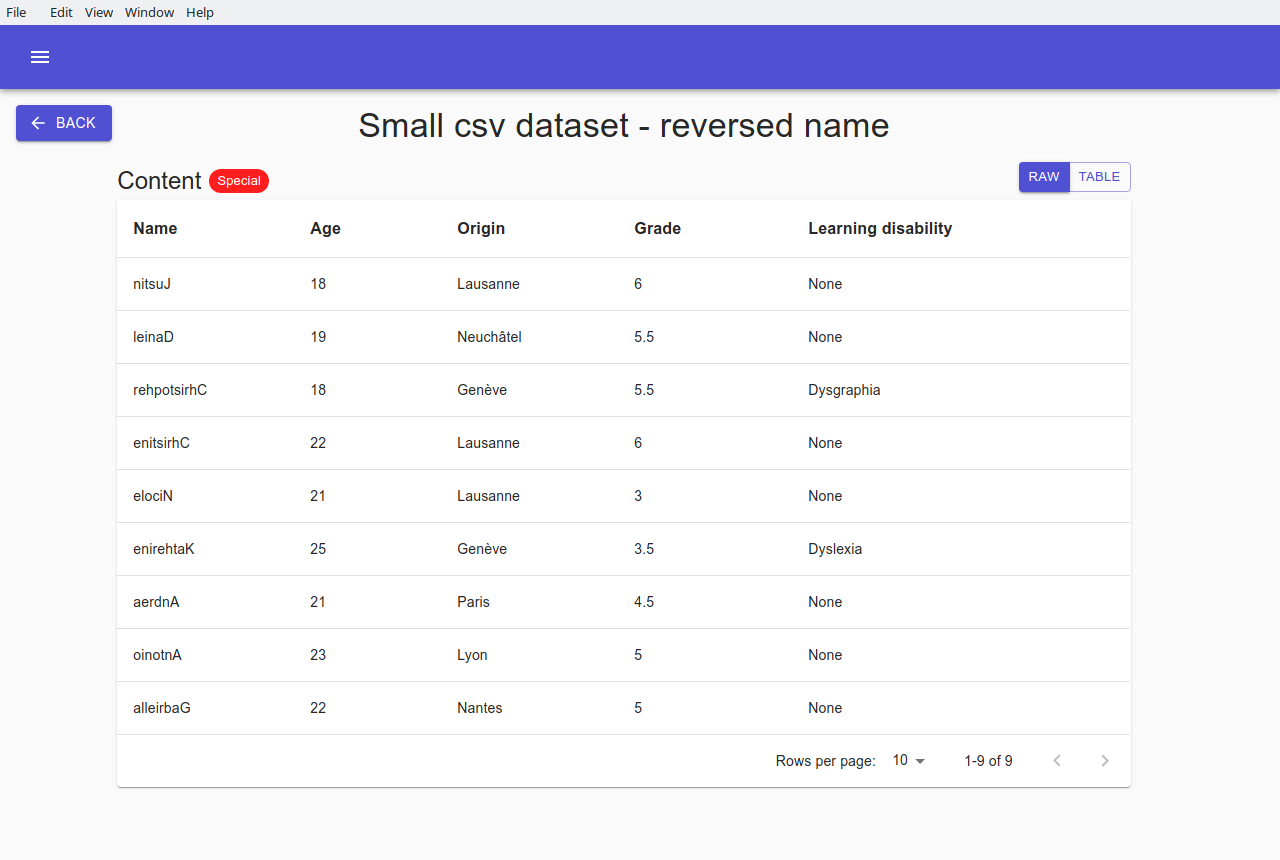 File Edit View Window Help
BACK
Small csv dataset - reversed name
Content Special RAW TABLE
Name Age Origin Grade Learning disability
nitsuJ 18 Lausanne 6 None
leinaD 19 Neuchâtel 5.5 None
rehpotsirhC 18 Genève 5.5 Dysgraphia
enitsirhC 22 Lausanne 6 None
elociN 21 Lausanne 3 None
enirehtaK 25 Genève 3.5 Dyslexia
aerdnA 21 Paris 4.5 None
oinotnA 23 Lyon 5 None
alleirbaG 22 Nantes 5 None
Rows per page: 10 1-9 of 9